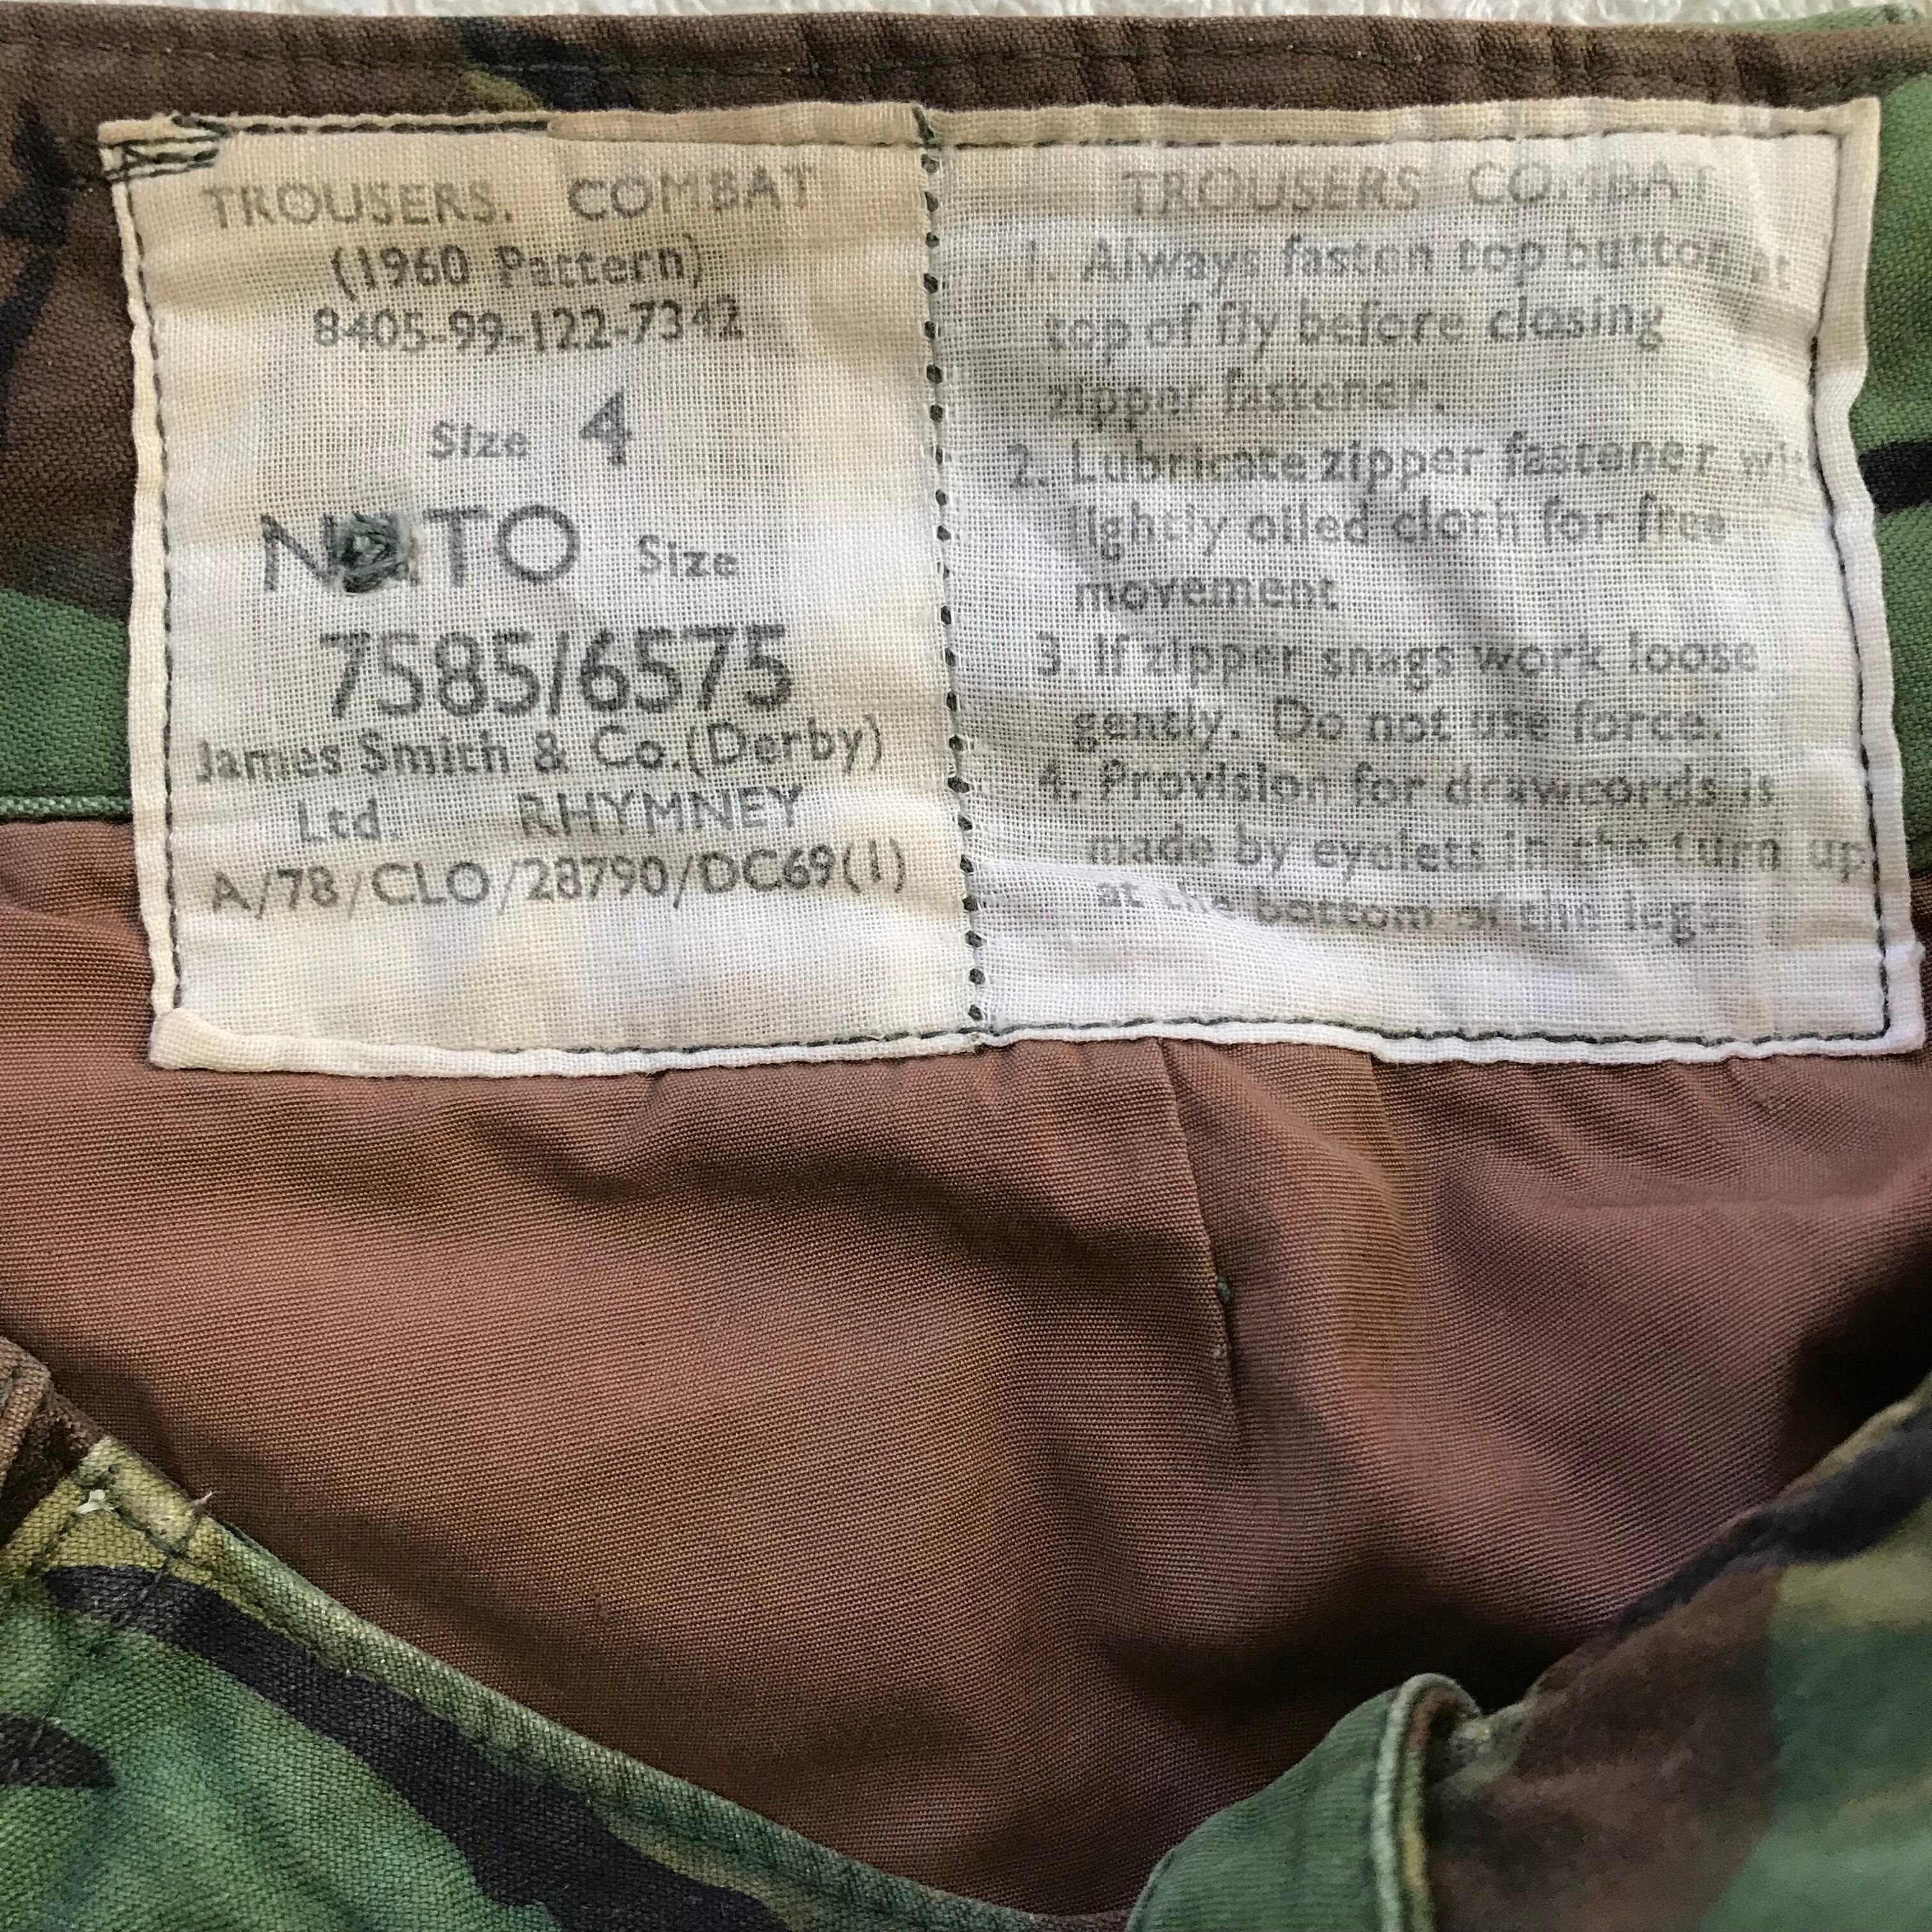 TROUSERS. COMBAT
(1960 Pattern)
8405-99-122-7342
Size 4
NATO Size
7585/6575
James Smith & Co.(Derby)
Ltd. RHYMNEY
A/78/CLO/28790/DC69(1)
TROUSERS COMBAT
1. Always fasten top button at
top of fly before closing
zipper fastener.
2. Lubricate zipper fastener wit
lightly oiled cloth for free
movement
3. If zipper snags work loose
gently. Do not use force.
4. Provision for drawcords is
made by eyelets in the turn up
at the bottom of the legs